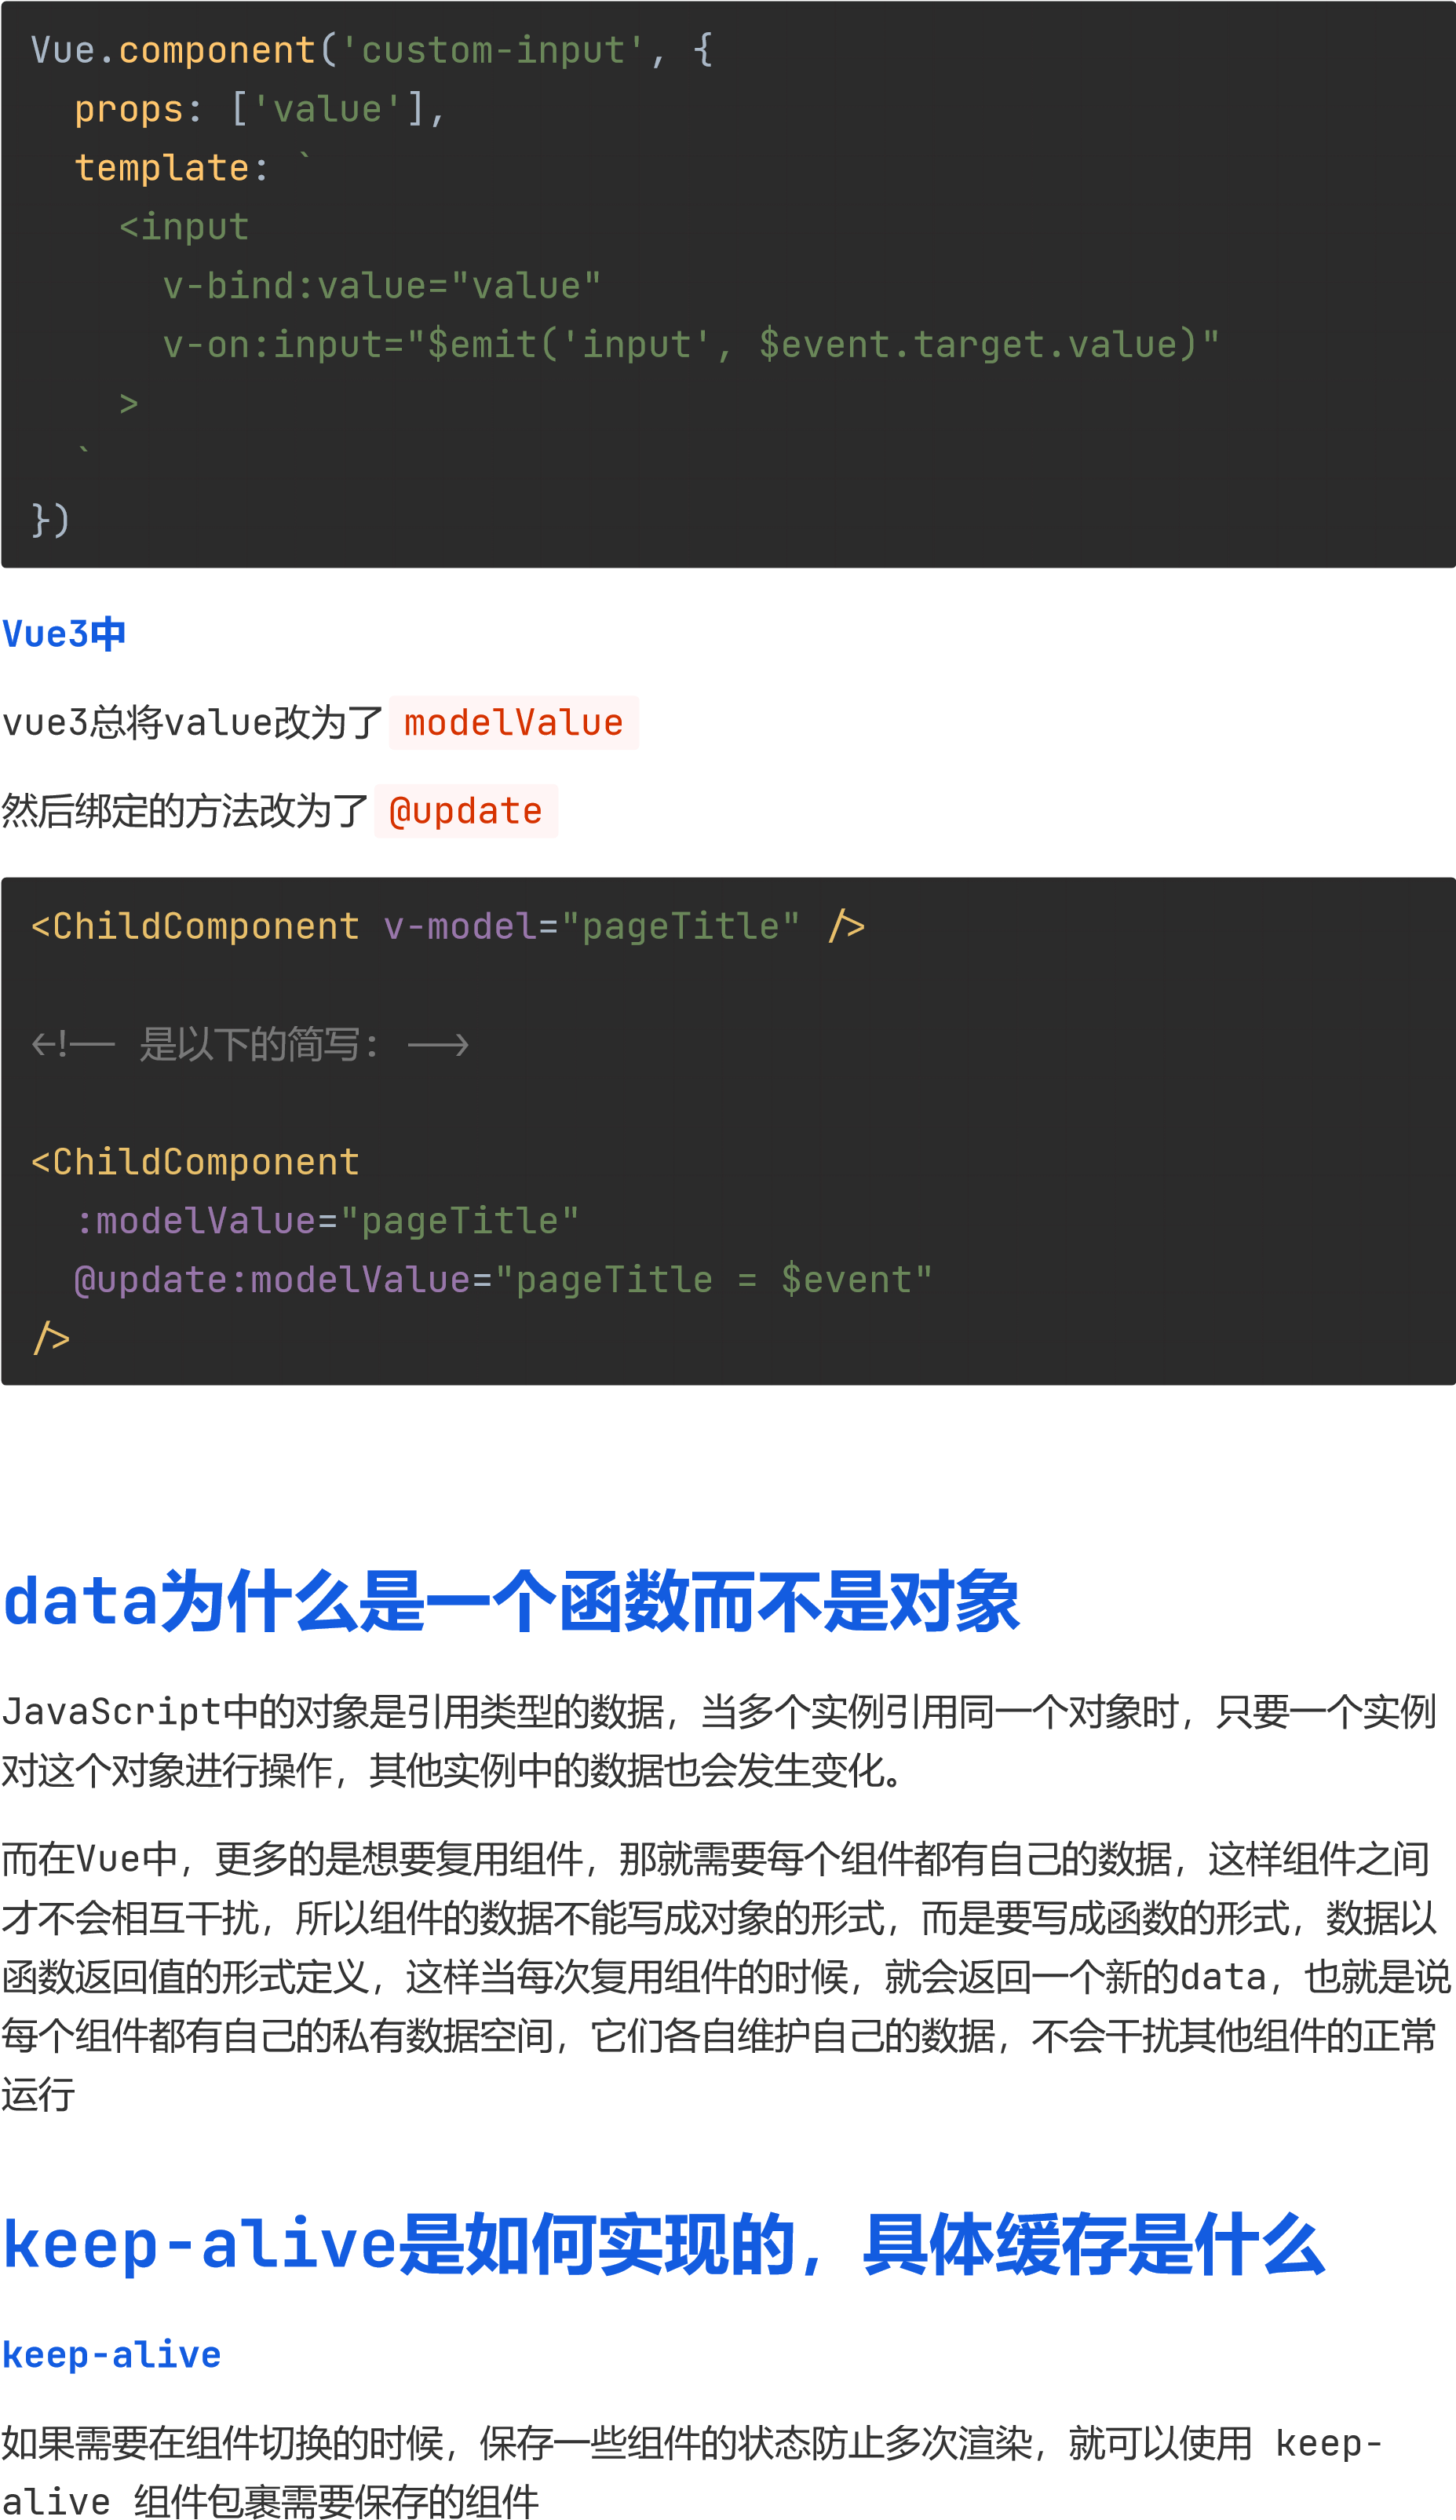 Vue.component('custom-input', {
  props: ['value'],
  template: `
    <input
      v-bind:value="value"
      v-on:input="$emit('input', $event.target.value)"
    >
  `
})
Vue3中
vue3总将value改为了 modelValue
然后绑定的方法改为了 @update
<ChildComponent v-model="pageTitle" />
<!-- 是以下的简写: -->
<ChildComponent
  :modelValue="pageTitle"
  @update:modelValue="pageTitle = $event"
/>
data为什么是一个函数而不是对象
JavaScript中的对象是引用类型的数据，当多个实例引用同一个对象时，只要一个实例
对这个对象进行操作，其他实例中的数据也会发生变化。
而在Vue中，更多的是想要复用组件，那就需要每个组件都有自己的数据，这样组件之间
才不会相互干扰，所以组件的数据不能写成对象的形式，而是要写成函数的形式，数据以
函数返回值的形式定义，这样当每次复用组件的时候，就会返回一个新的data，也就是说
每个组件都有自己的私有数据空间，它们各自维护自己的数据，不会干扰其他组件的正常
运行
keep-alive是如何实现的，具体缓存是什么
keep-alive
如果需要在组件切换的时候，保存一些组件的状态防止多次渲染，就可以使用 keep-
alive 组件包裹需要保存的组件